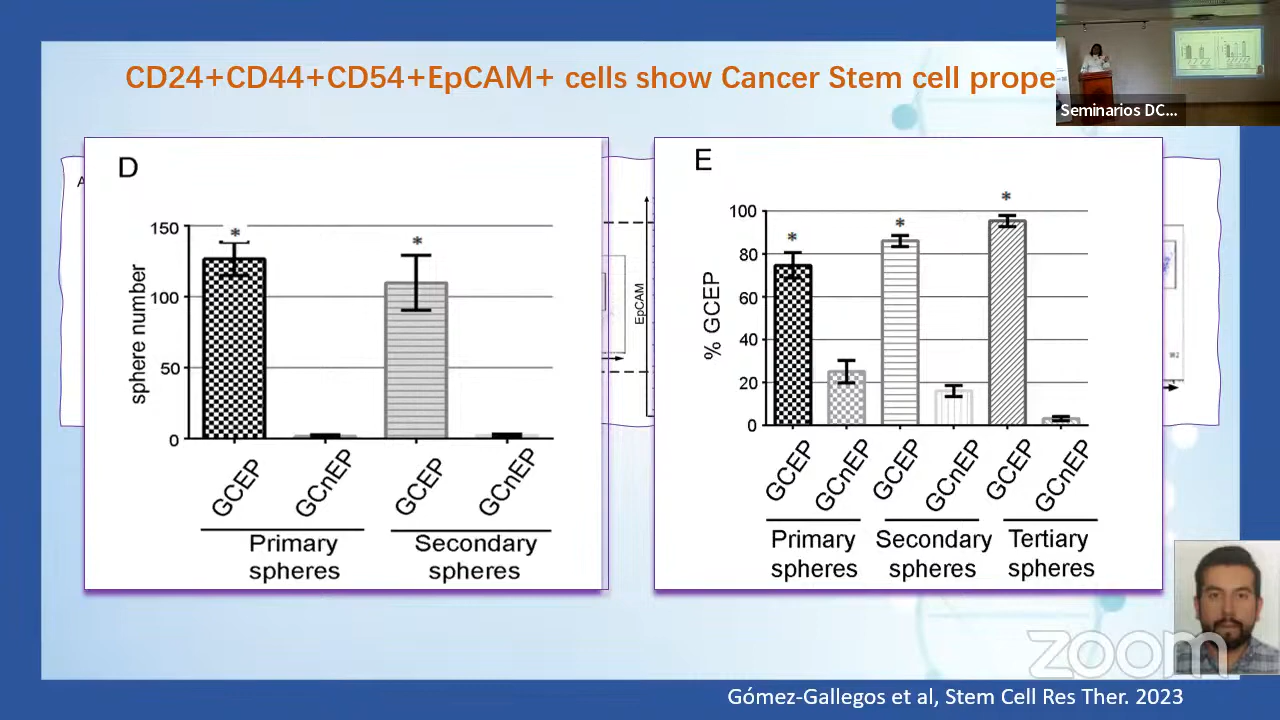 CD24+CD44+CD54+EpCAM+ cells show Cancer Stem cell prope
Seminarios DC...
A
D
150
100
50
0
sphere number
*
*
GCEP
GCnEP
GCEP
GCnEP
Primary spheres
Secondary spheres
EpCAM
E
100
80
60
40
20
0
% GCEP
*
*
*
GCEP
GCnEP
GCEP
GCnEP
GCEP
GCnEP
Primary spheres
Secondary spheres
Tertiary spheres
zoom
Gómez-Gallegos et al, Stem Cell Res Ther. 2023